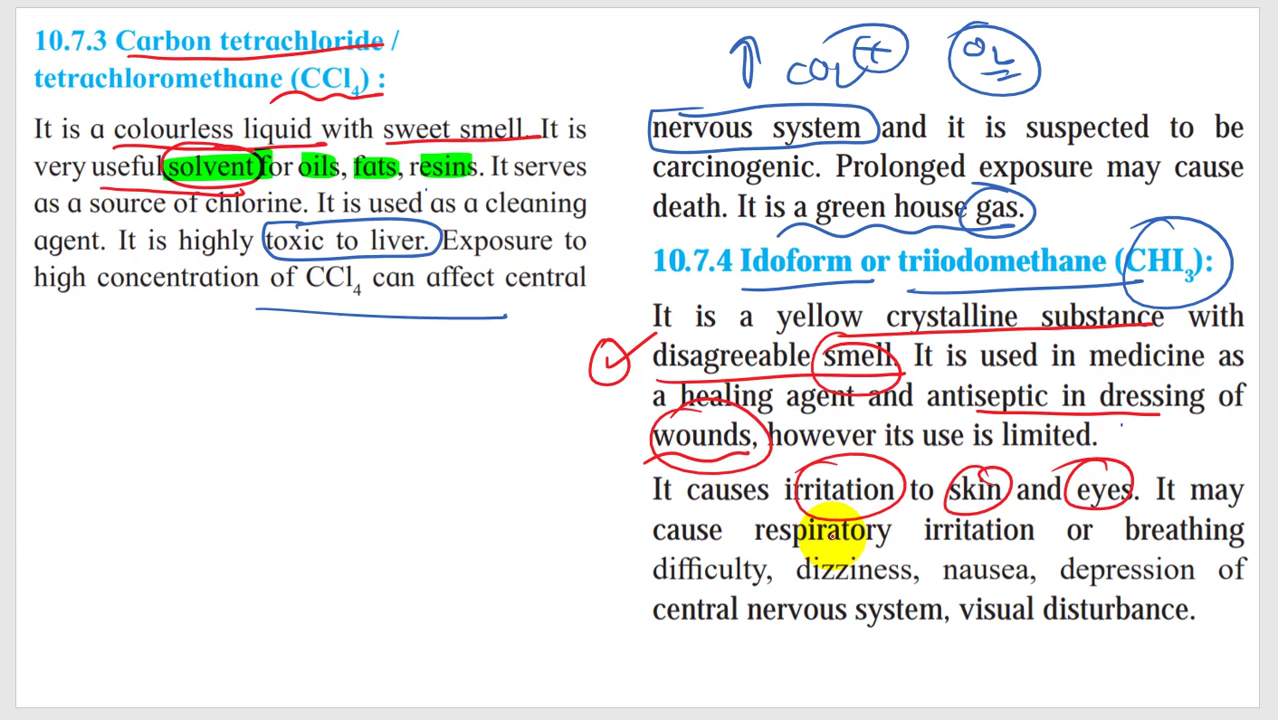 10.7.3 Carbon tetrachloride /
tetrachloromethane (CCl4) :
It is a colourless liquid with sweet smell. It is
very useful solvent for oils, fats, resins. It serves
as a source of chlorine. It is used as a cleaning
agent. It is highly toxic to liver. Exposure to
high concentration of CCl4 can affect central
nervous system and it is suspected to be
carcinogenic. Prolonged exposure may cause
death. It is a green house gas.
10.7.4 Idoform or triiodomethane (CHI3):
It is a yellow crystalline substance with
disagreeable smell. It is used in medicine as
a healing agent and antiseptic in dressing of
wounds, however its use is limited.
It causes irritation to skin and eyes. It may
cause respiratory irritation or breathing
difficulty, dizziness, nausea, depression of
central nervous system, visual disturbance.